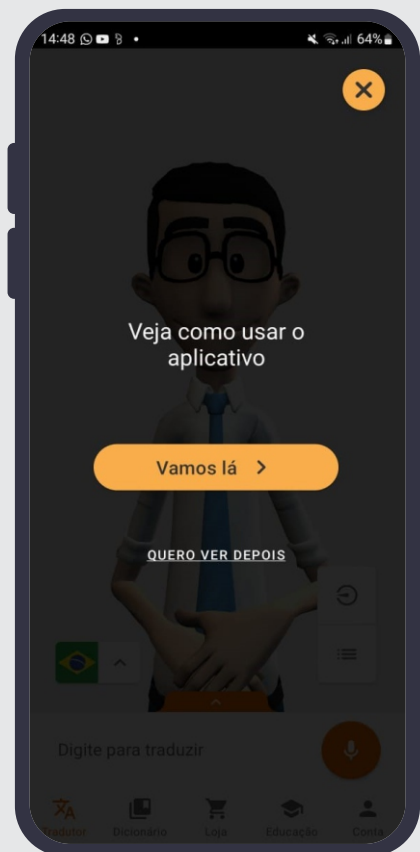 14:48
64%
Veja como usar o
aplicativo
Vamos lá
QUERO VER DEPOIS
Digite para traduzir
Tradutor
Dicionário
Loja
Educação
Conta